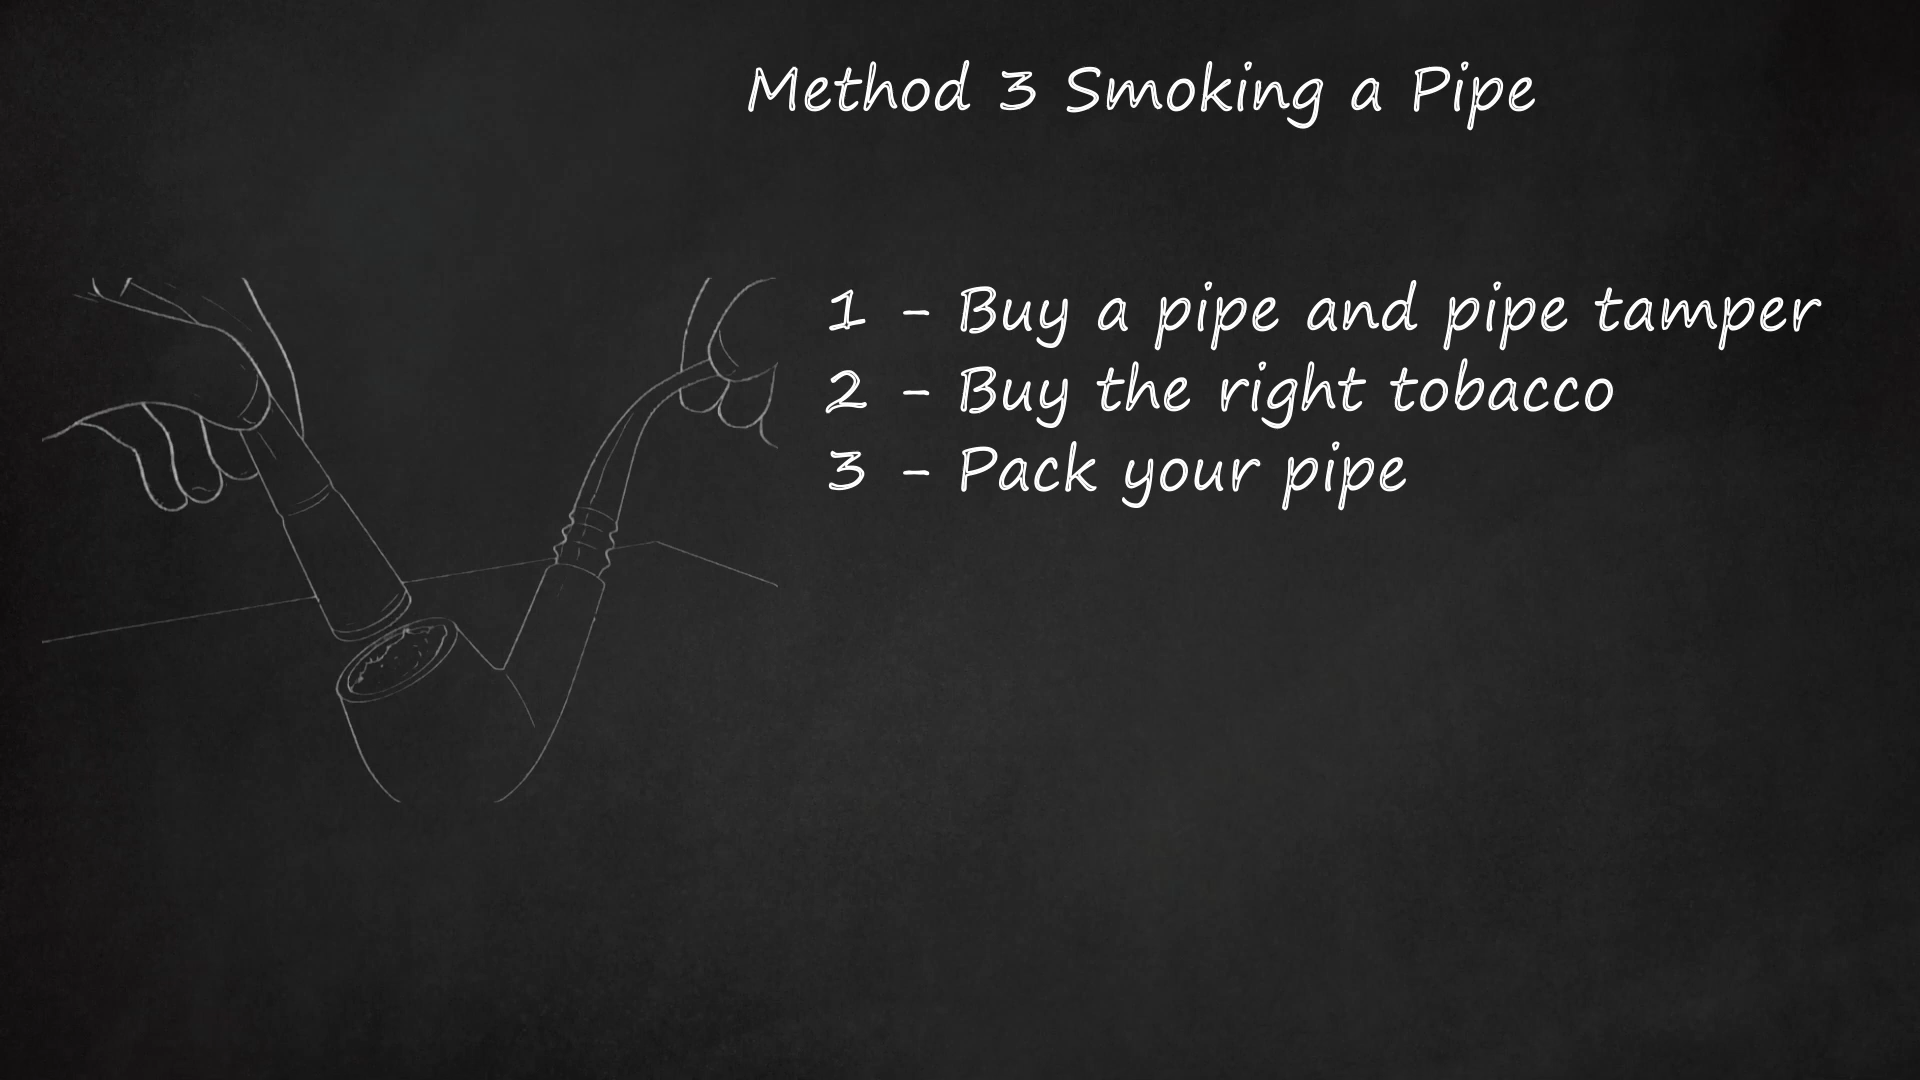 Method 3 Smoking a Pipe
1 - Buy a pipe and pipe tamper
2 - Buy the right tobacco
3 - Pack your pipe